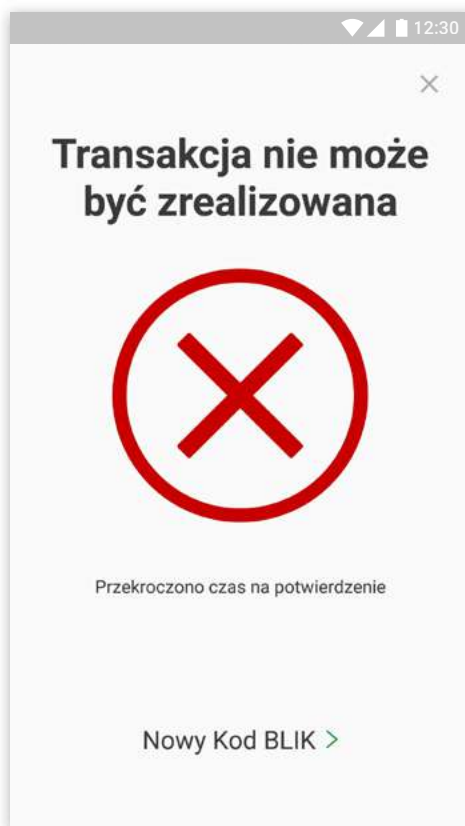 12:30
Transakcja nie może
być zrealizowana
Przekroczono czas na potwierdzenie
Nowy Kod BLIK >